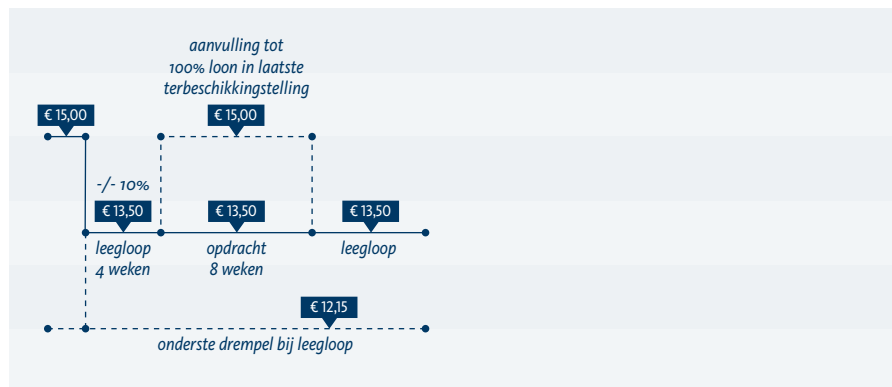 aanvulling tot
100% loon in laatste
terbeschikkingstelling
€ 15,00
€ 15,00
-/- 10%
€ 13,50
€ 13,50
€ 13,50
leegloop
4 weken
opdracht
8 weken
leegloop
€ 12,15
onderste drempel bij leegloop